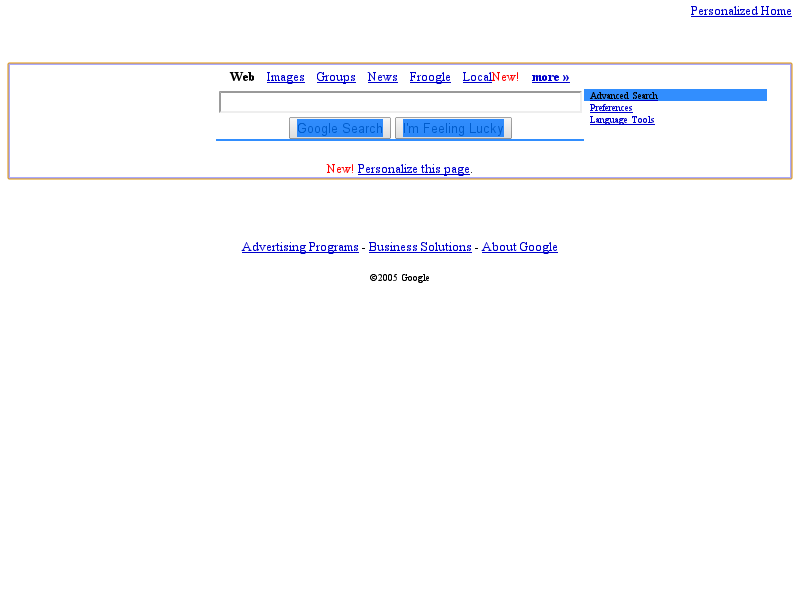 Personalized Home
Web Images Groups News Froogle LocalNew! more »
Advanced Search
Preferences
Language Tools
Google Search I'm Feeling Lucky
New! Personalize this page.
Advertising Programs - Business Solutions - About Google
©2005 Google